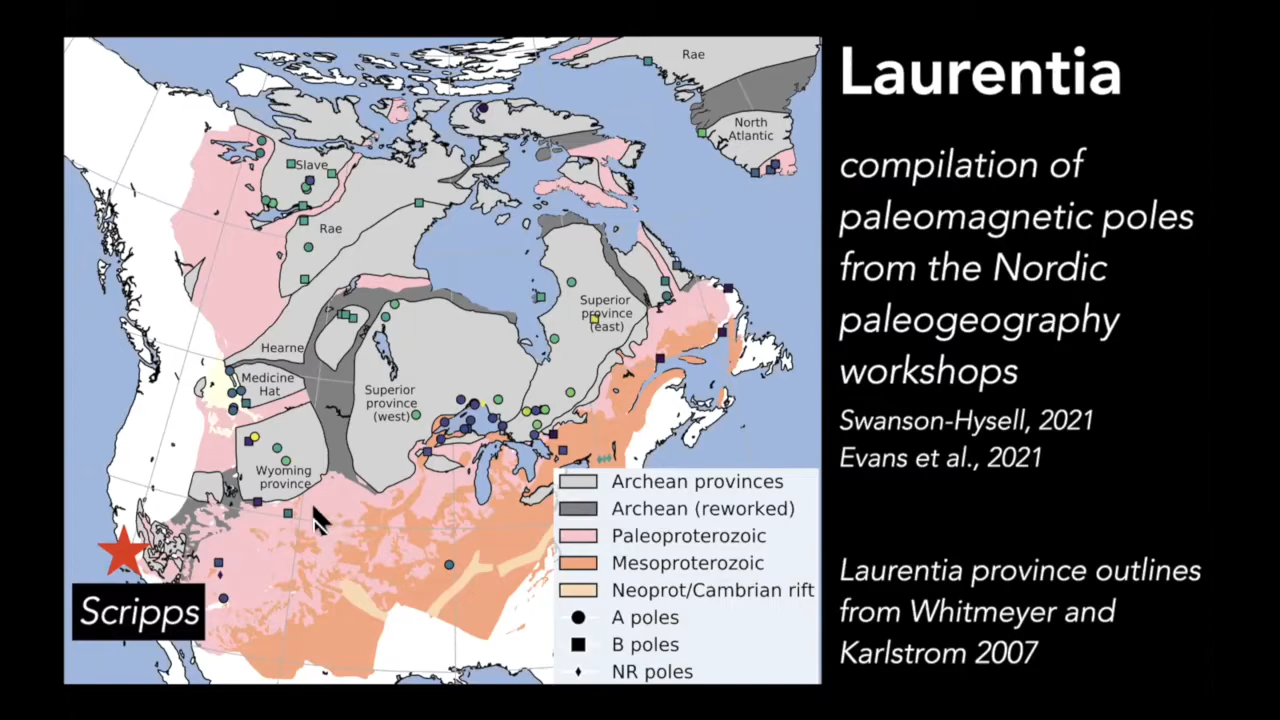 Laurentia
compilation of
paleomagnetic poles
from the Nordic
paleogeography
workshops
Swanson-Hysell, 2021
Evans et al., 2021
Laurentia province outlines
from Whitmeyer and
Karlstrom 2007
Rae
North
Atlantic
Slave
Rae
Superior
province
(east)
Hearne
Medicine
Hat
Superior
province
(west)
Wyoming
province
Scripps
Archean provinces
Archean (reworked)
Paleoproterozoic
Mesoproterozoic
Neoprot/Cambrian rift
A poles
B poles
NR poles